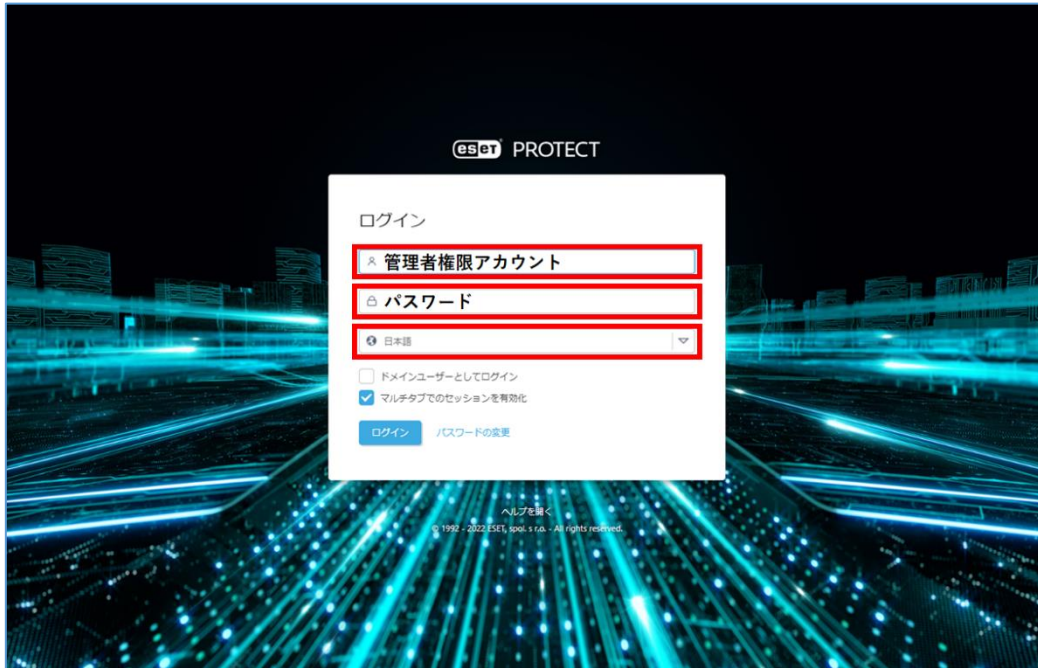 eset PROTECT
ログイン
管理者権限アカウント
パスワード
日本語
ドメインユーザーとしてログイン
マルチタブでのセッションを有効化
ログイン パスワードの変更
ヘルプを開く
© 1992 - 2022 ESET, spol. s r.o. - All rights reserved.